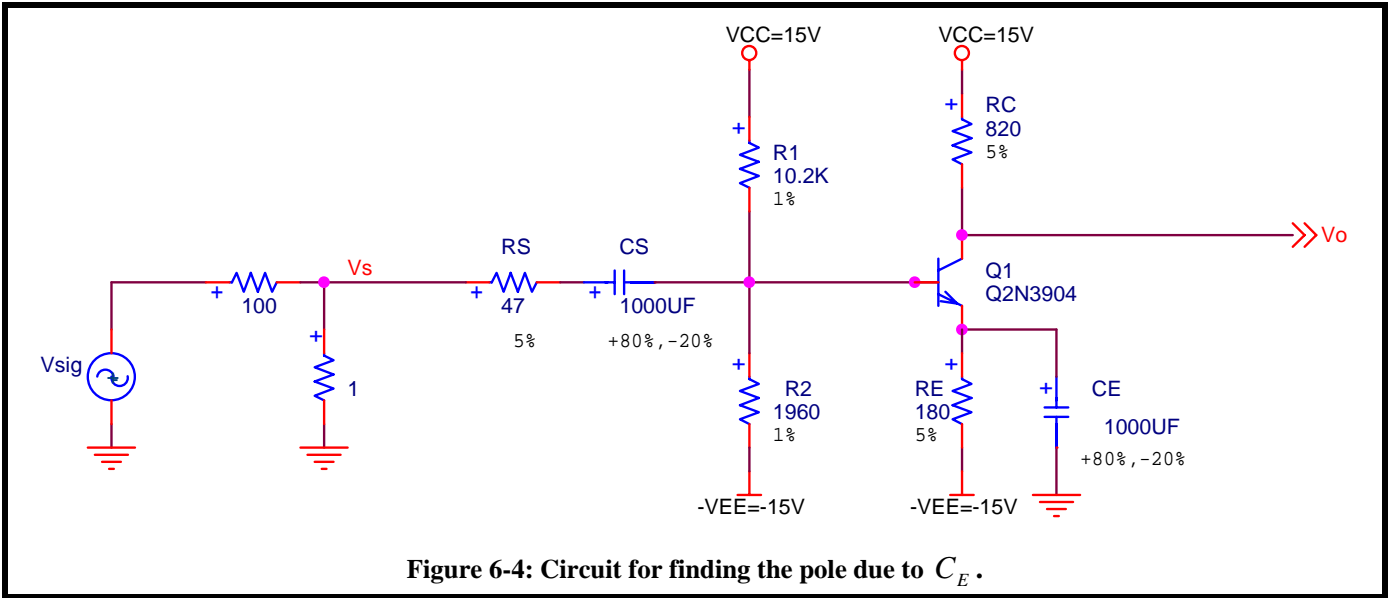 VCC=15V
VCC=15V
RC
820
5%
R1
10.2K
1%
RS
CS
Vs
Vo
Q1
Q2N3904
100
47
1000UF
5%
+80%,-20%
Vsig
1
R2
1960
1%
RE
180
5%
CE
1000UF
+80%,-20%
-VEE=-15V
-VEE=-15V
Figure 6-4: Circuit for finding the pole due to C_E.